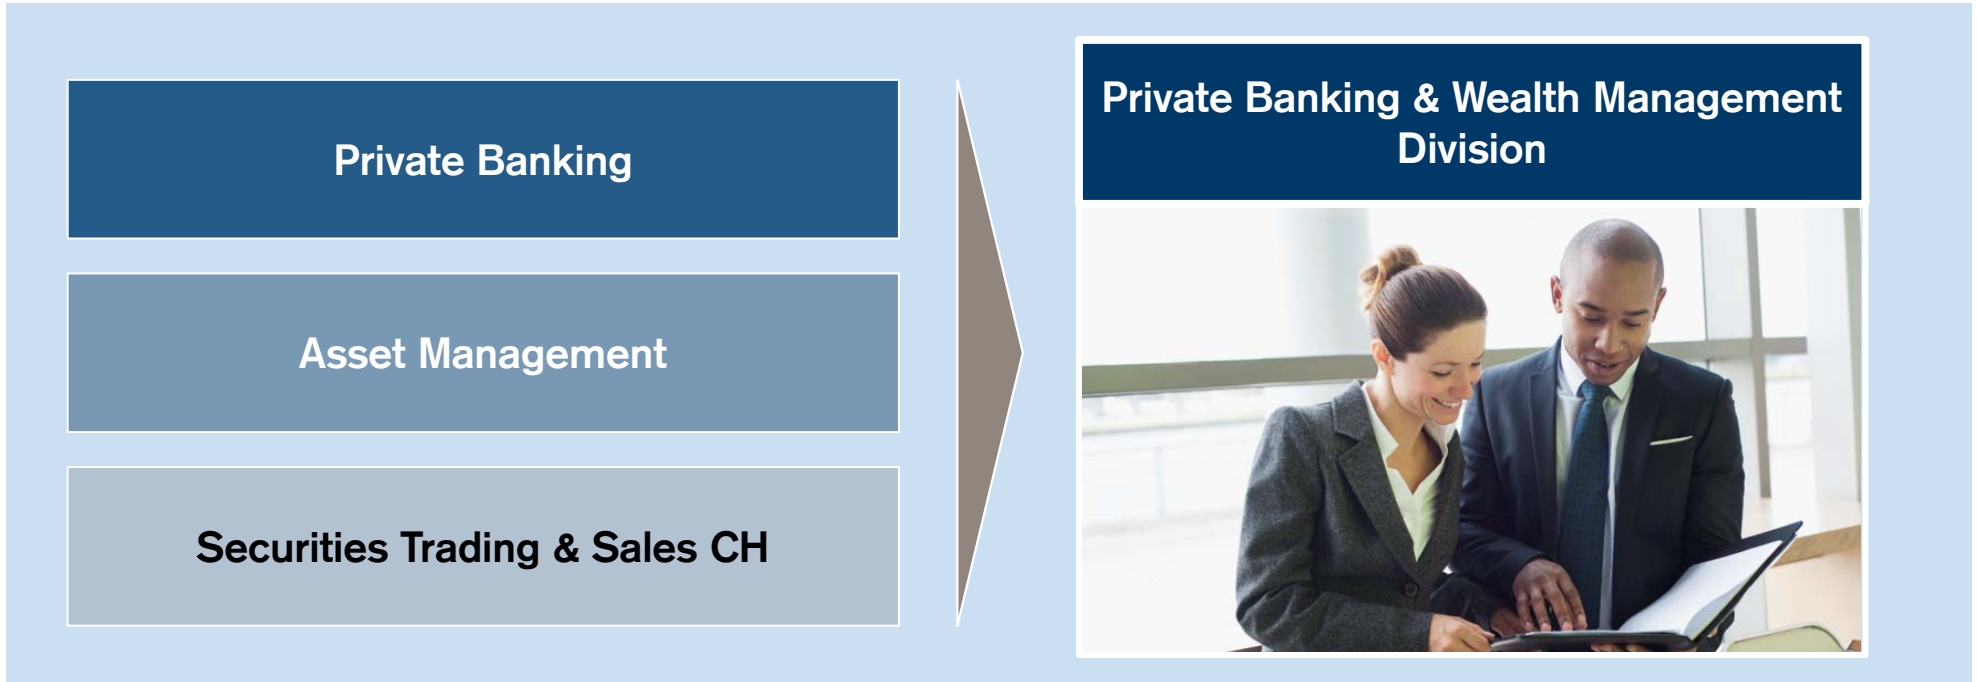 Private Banking
Asset Management
Securities Trading & Sales CH
Private Banking & Wealth Management
Division